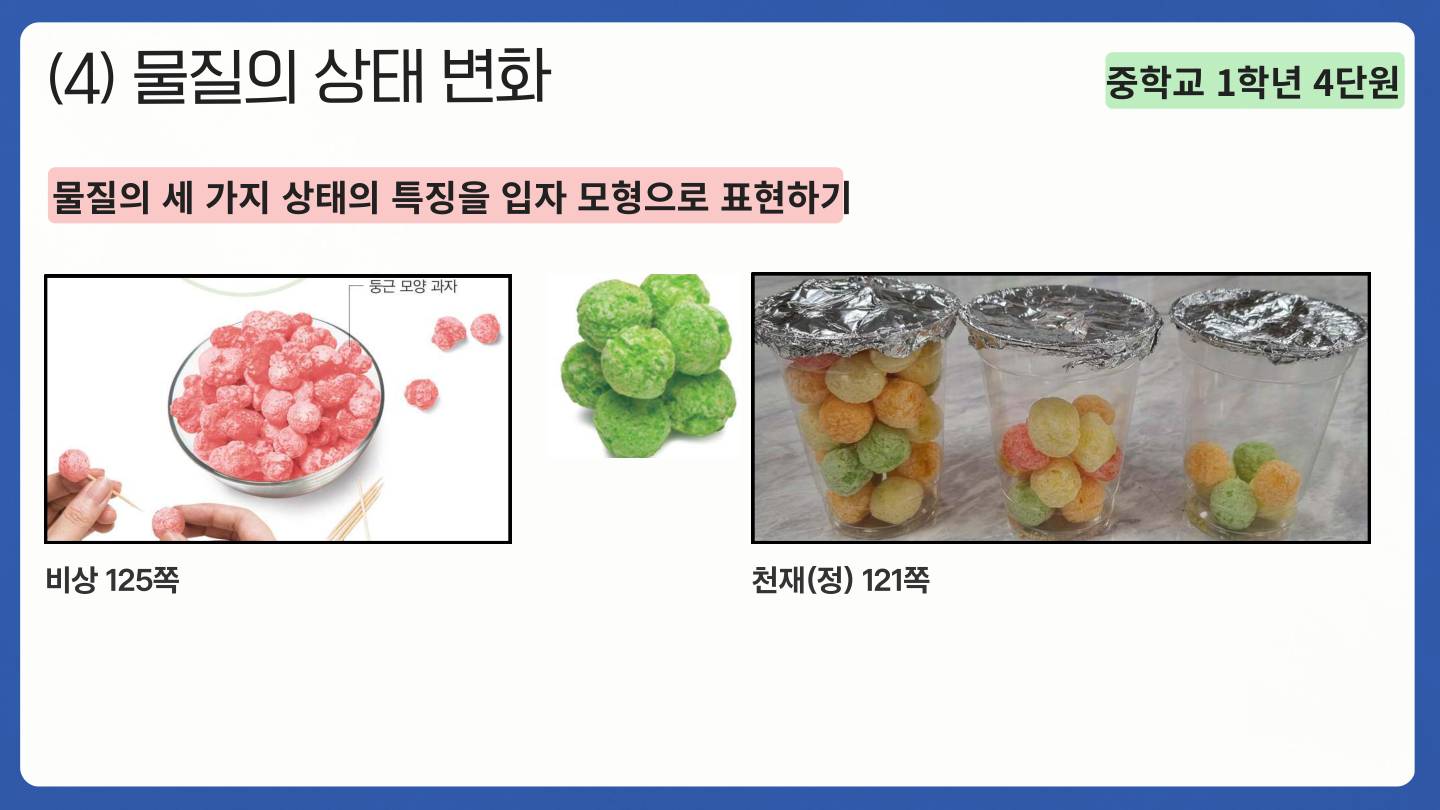 (4) 물질의 상태 변화
중학교 1학년 4단원
물질의 세 가지 상태의 특징을 입자 모형으로 표현하기
둥근 모양 과자
비상 125쪽
천재(정) 121쪽